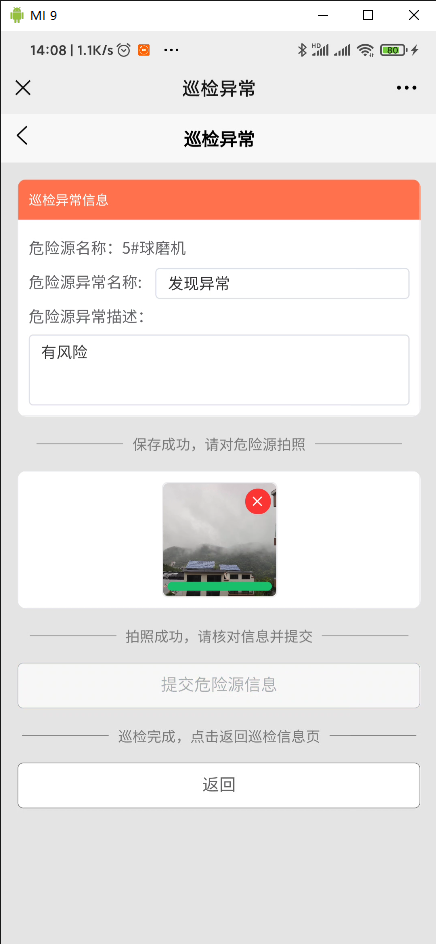 MI 9
14:08 | 1.1K/s
HD
80
巡检异常
巡检异常
巡检异常信息
危险源名称：5#球磨机
危险源异常名称:
发现异常
危险源异常描述：
有风险
保存成功，请对危险源拍照
拍照成功，请核对信息并提交
提交危险源信息
巡检完成，点击返回巡检信息页
返回